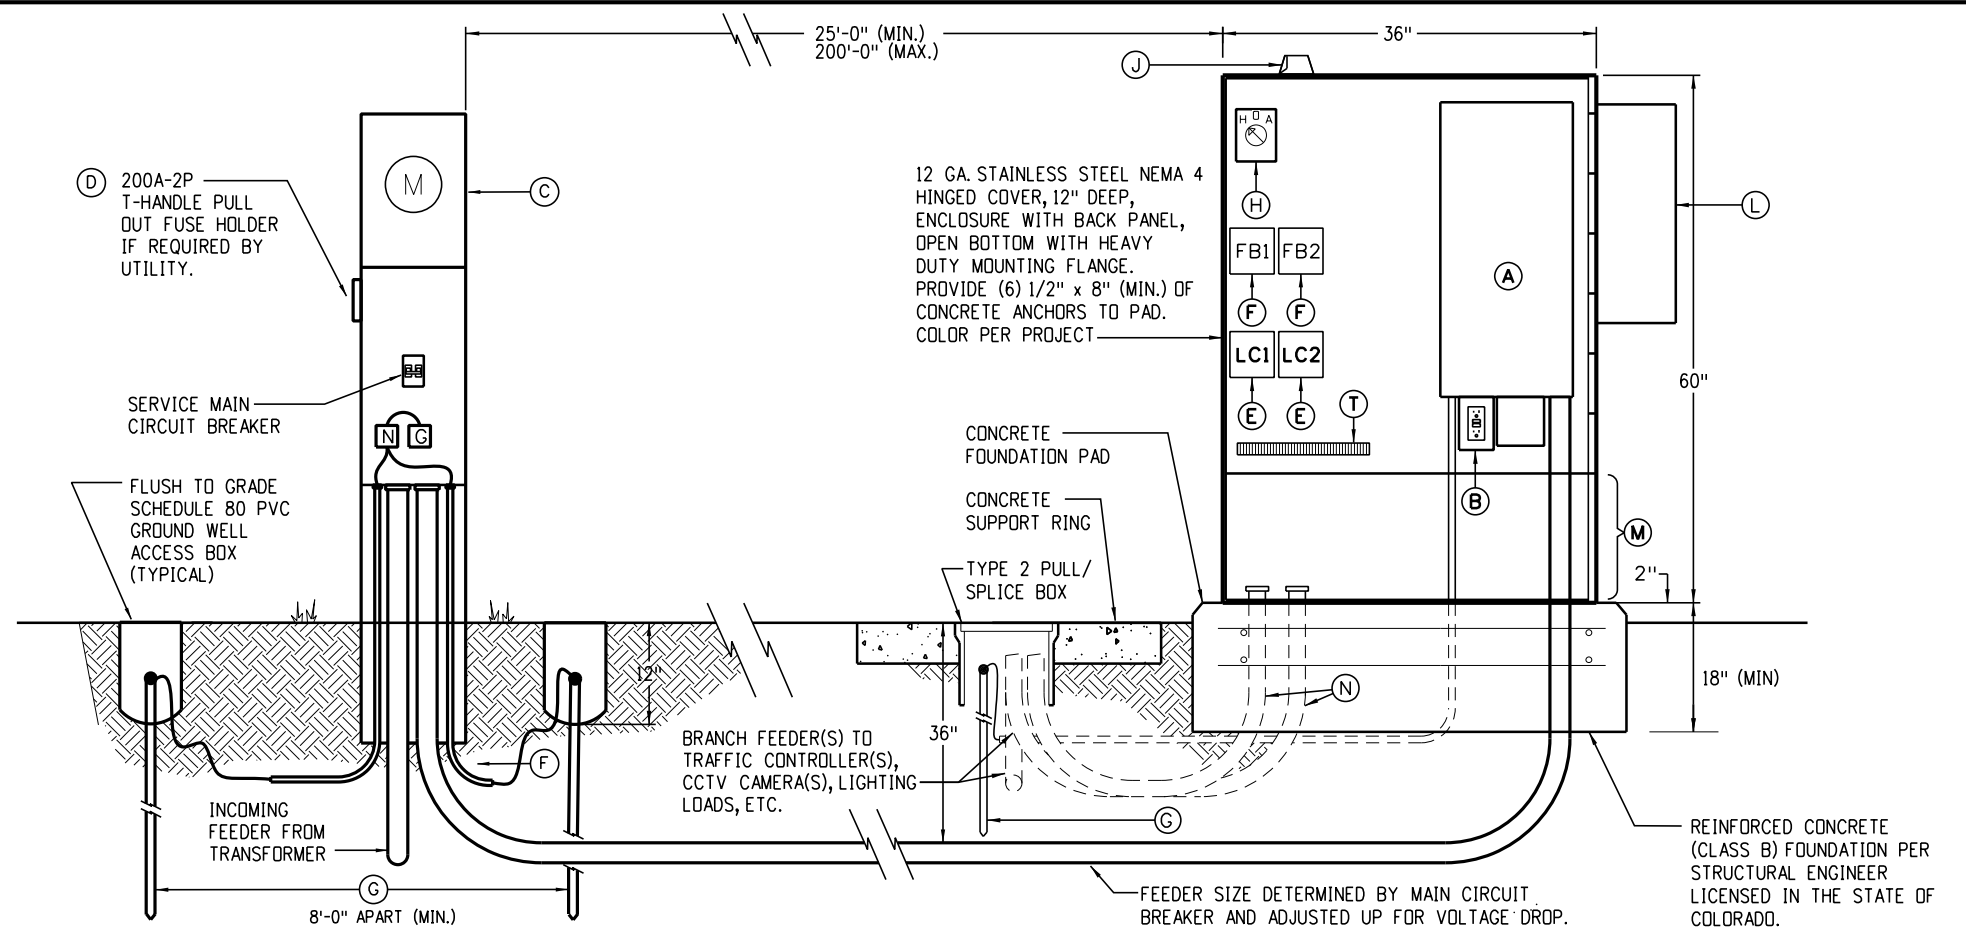 25'-0" (MIN.)
200'-0" (MAX.)
36"
J
H O A
D
200A-2P
T-HANDLE PULL
OUT FUSE HOLDER
IF REQUIRED BY
UTILITY.
M
C
12 GA. STAINLESS STEEL NEMA 4
HINGED COVER, 12" DEEP,
ENCLOSURE WITH BACK PANEL,
OPEN BOTTOM WITH HEAVY
DUTY MOUNTING FLANGE.
PROVIDE (6) 1/2" x 8" (MIN.) OF
CONCRETE ANCHORS TO PAD.
COLOR PER PROJECT
H
FB1 FB2
F F
LC1 LC2
E E
A
L
T
60"
B
M
2"
SERVICE MAIN
CIRCUIT BREAKER
N G
FLUSH TO GRADE
SCHEDULE 80 PVC
GROUND WELL
ACCESS BOX
(TYPICAL)
CONCRETE
FOUNDATION PAD
CONCRETE
SUPPORT RING
TYPE 2 PULL/
SPLICE BOX
12"
36"
N
18" (MIN)
BRANCH FEEDER(S) TO
TRAFFIC CONTROLLER(S),
CCTV CAMERA(S), LIGHTING
LOADS, ETC.
F
G
INCOMING
FEEDER FROM
TRANSFORMER
G
8'-0" APART (MIN.)
FEEDER SIZE DETERMINED BY MAIN CIRCUIT
BREAKER AND ADJUSTED UP FOR VOLTAGE DROP.
REINFORCED CONCRETE
(CLASS B) FOUNDATION PER
STRUCTURAL ENGINEER
LICENSED IN THE STATE OF
COLORADO.